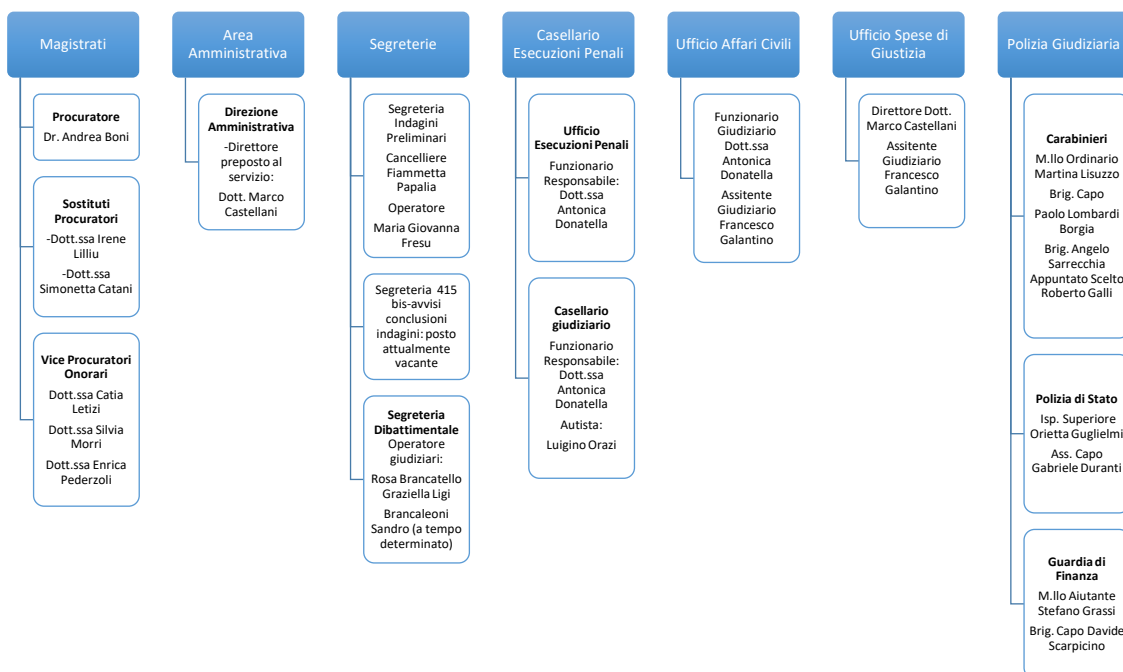 Magistrati
Procuratore
Dr. Andrea Boni
Sostituti
Procuratori
-Dott.ssa Irene
Lilliu
-Dott.ssa
Simonetta Catani
Vice Procuratori
Onorari
Dott.ssa Catia
Letizi
Dott.ssa Silvia
Morri
Dott.ssa Enrica
Pederzoli
Area
Amministrativa
Direzione
Amministrativa
-Direttore
preposto al
servizio:
Dott. Marco
Castellani
Segreterie
Segreteria
Indagini
Preliminari
Cancelliere
Fiammetta
Papalia
Operatore
Maria Giovanna
Fresu
Segreteria 415
bis-avvisi
conclusioni
indagini: posto
attualmente
vacante
Segreteria
Dibattimentale
Operatore
giudiziari:
Rosa Brancatello
Graziella Ligi
Brancaleoni
Sandro (a tempo
determinato)
Casellario
Esecuzioni Penali
Ufficio
Esecuzioni Penali
Funzionario
Responsabile:
Dott.ssa
Antonica
Donatella
Casellario
giudiziario
Funzionario
Responsabile:
Dott.ssa
Antonica
Donatella
Autista:
Luigino Orazi
Ufficio Affari Civili
Funzionario
Giudiziario
Dott.ssa
Antonica
Donatella
Assitente
Giudiziario
Francesco
Galantino
Ufficio Spese di
Giustizia
Direttore Dott.
Marco Castellani
Assitente
Giudiziario
Francesco
Galantino
Polizia Giudiziaria
Carabinieri
M.llo Ordinario
Martina Lisuzzo
Brig. Capo
Paolo Lombardi
Borgia
Brig. Angelo
Sarrecchia
Appuntato Scelto
Roberto Galli
Polizia di Stato
Isp. Superiore
Orietta Guglielmi
Ass. Capo
Gabriele Duranti
Guardia di
Finanza
M.llo Aiutante
Stefano Grassi
Brig. Capo Davide
Scarpicino